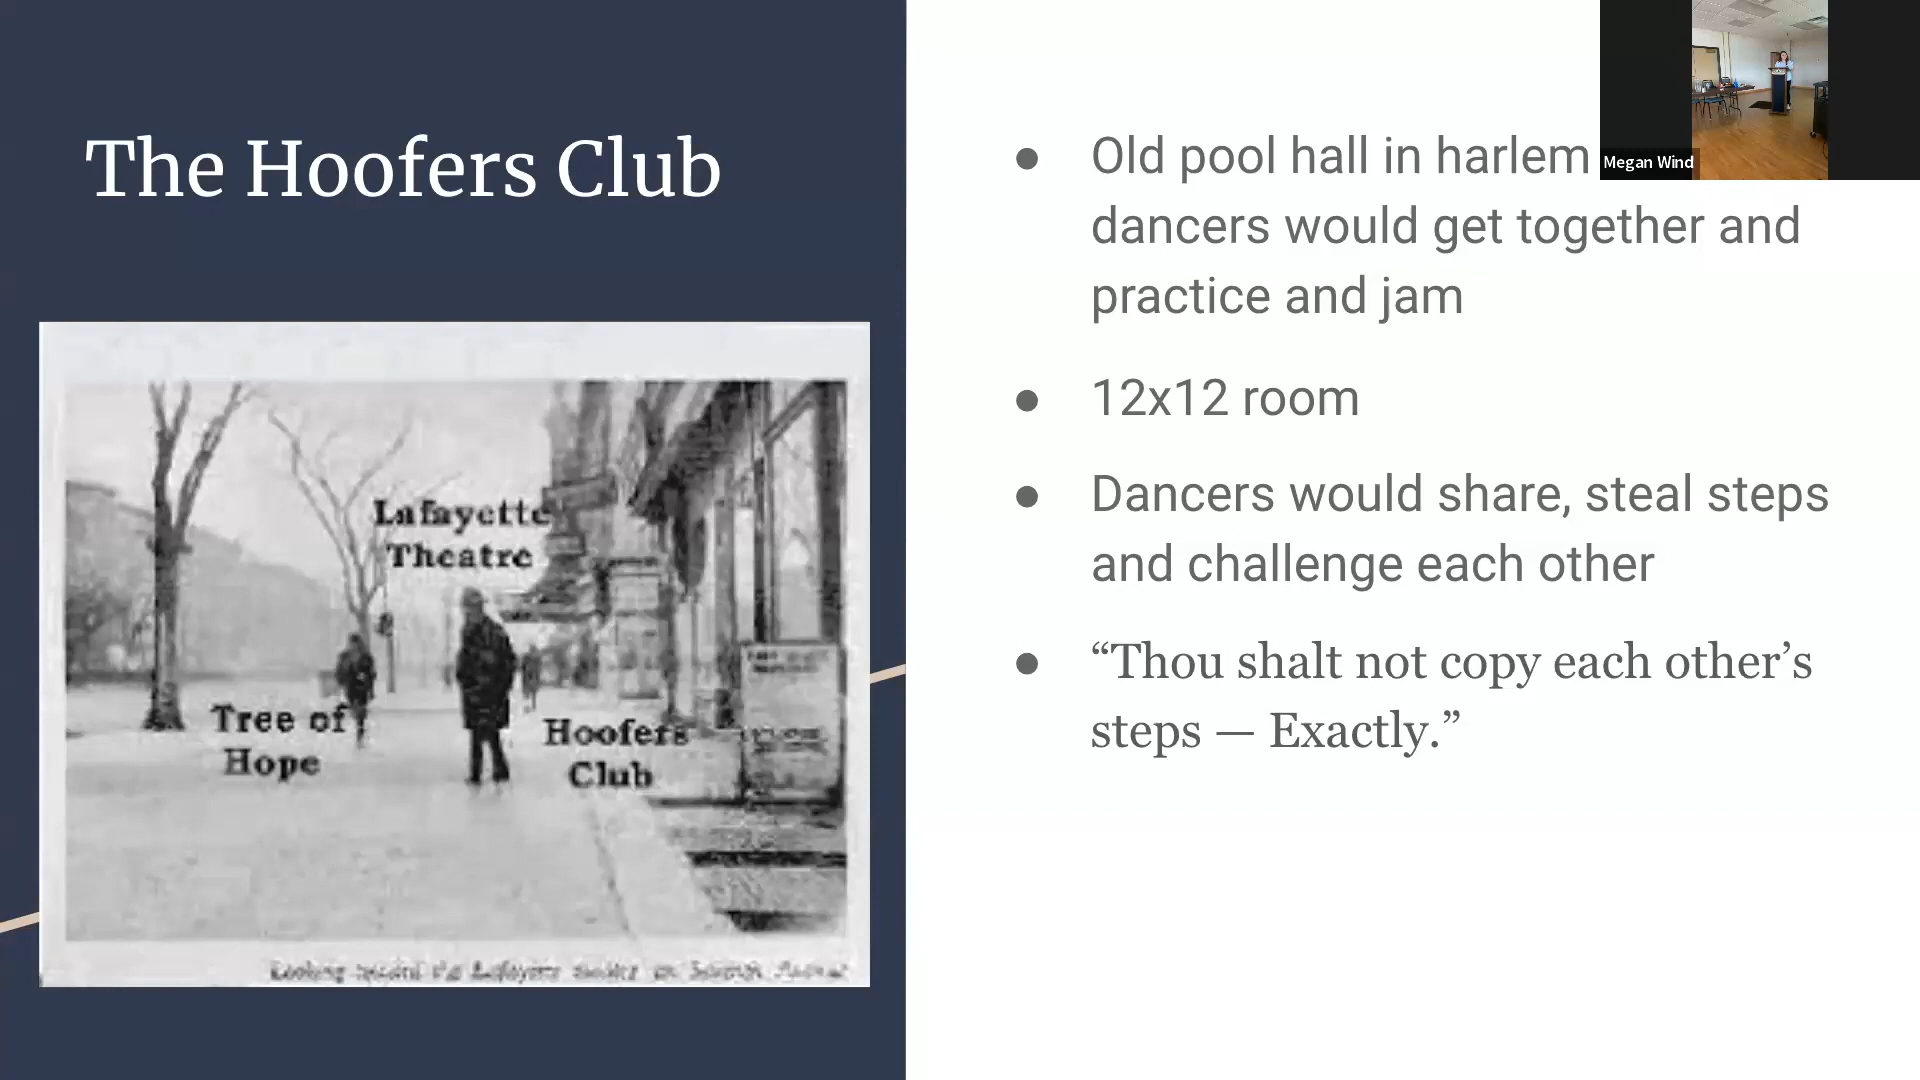 The Hoofers Club
Lafayette
Theatre
Tree of
Hope
Hoofers
Club
● Old pool hall in harlem
dancers would get together and
practice and jam
● 12x12 room
● Dancers would share, steal steps
and challenge each other
● “Thou shalt not copy each other’s
steps — Exactly.”
Megan Wind